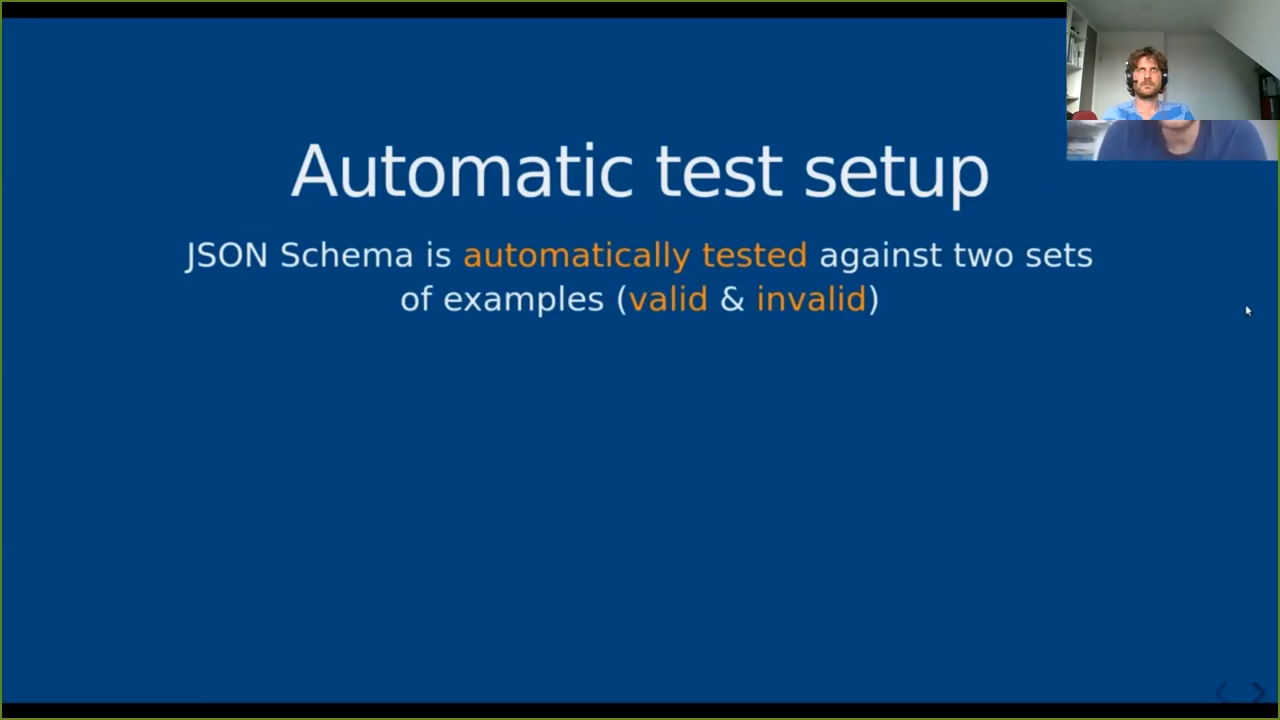 Automatic test setup
JSON Schema is automatically tested against two sets
of examples (valid & invalid)